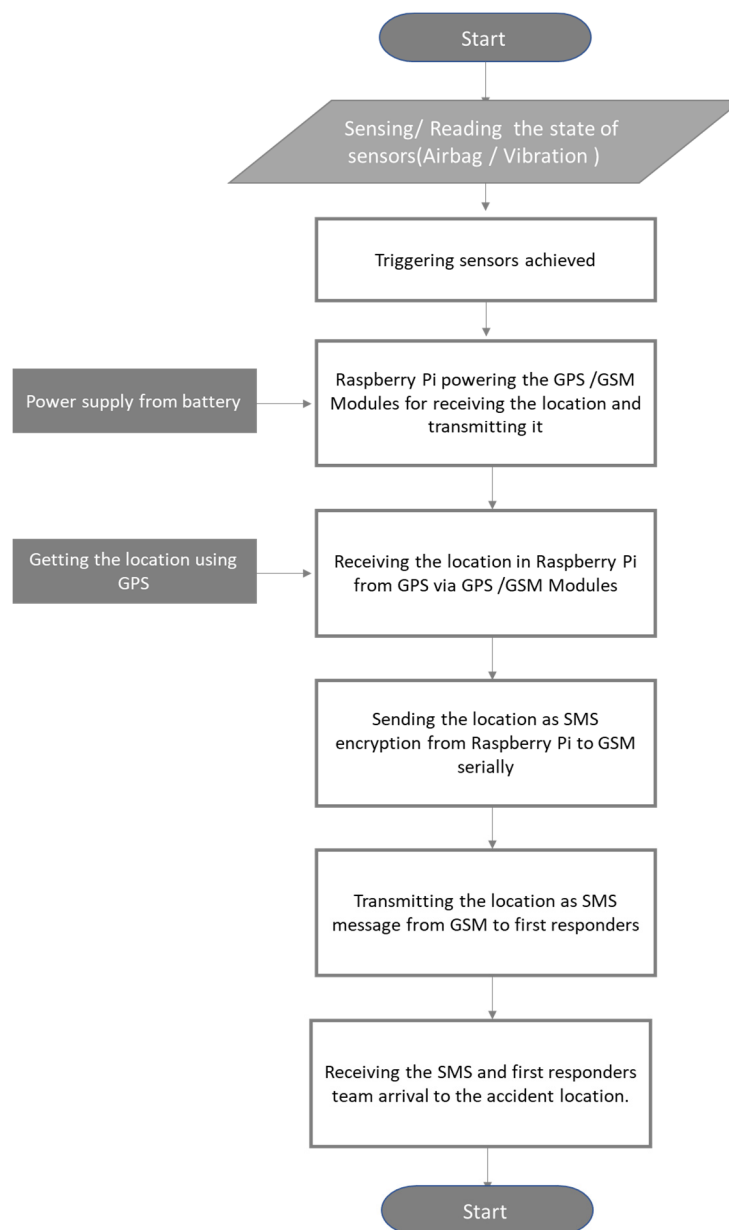 Start
Sensing/ Reading  the state of
sensors(Airbag / Vibration )
Triggering sensors achieved
Power supply from battery
Raspberry Pi powering the GPS /GSM
Modules for receiving the location and
transmitting it
Getting the location using
GPS
Receiving the location in Raspberry Pi
from GPS via GPS /GSM Modules
Sending the location as SMS
encryption from Raspberry Pi to GSM
serially
Transmitting the location as SMS
message from GSM to first responders
Receiving the SMS and first responders
team arrival to the accident location.
Start